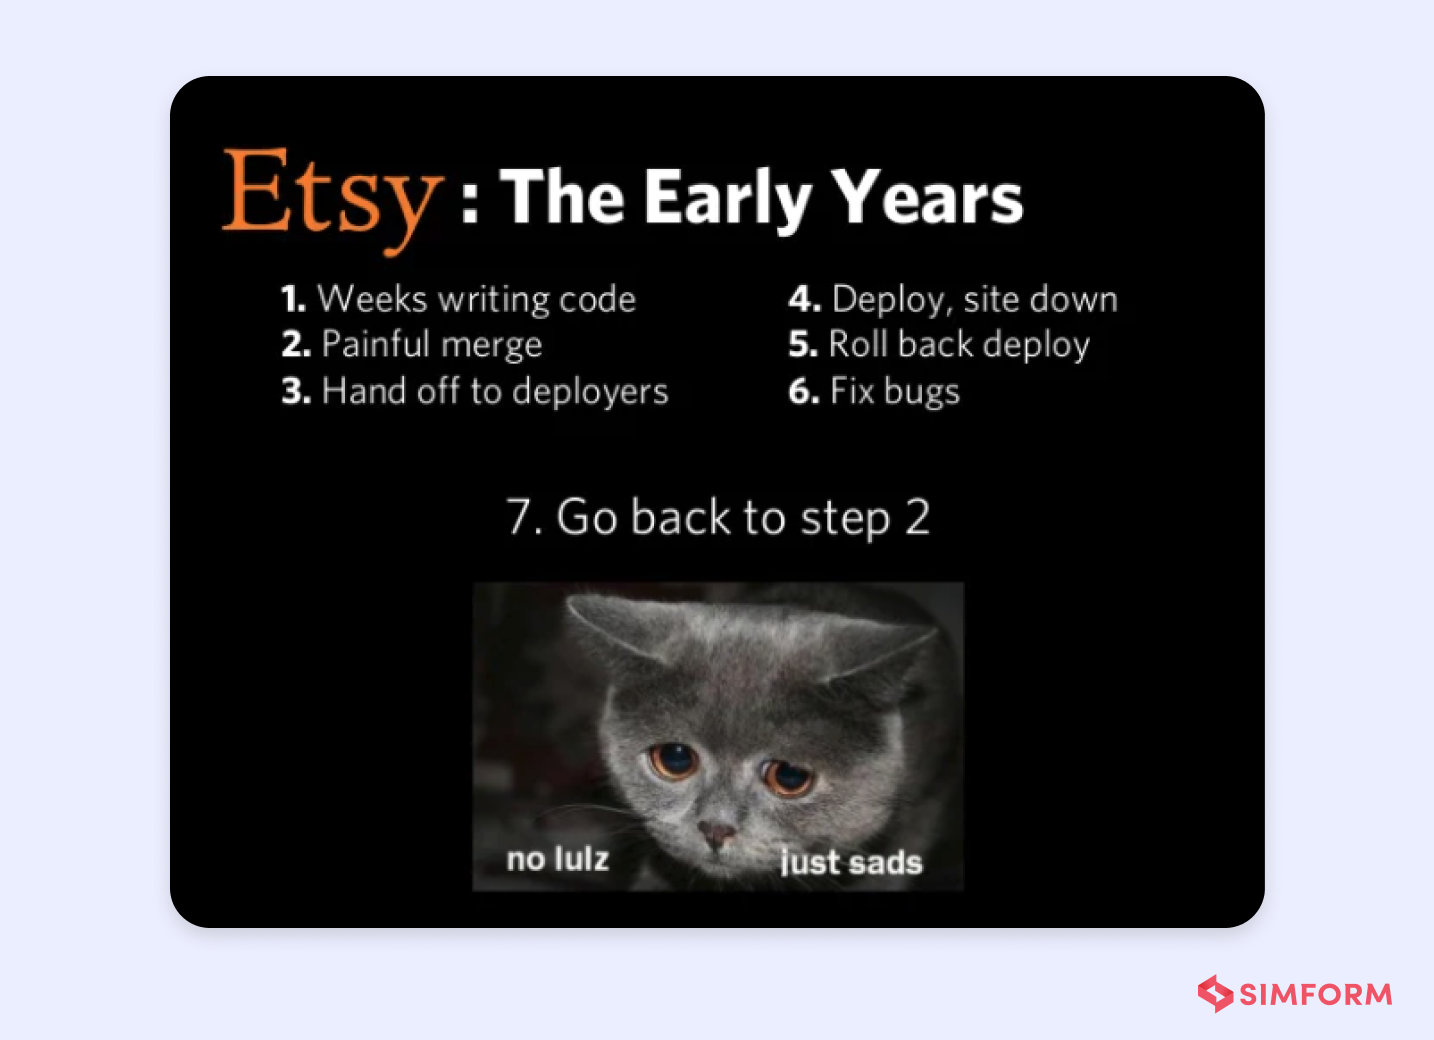 Etsy : The Early Years
1. Weeks writing code
2. Painful merge
3. Hand off to deployers
4. Deploy, site down
5. Roll back deploy
6. Fix bugs
7. Go back to step 2
no lulz just sads
SIMFORM